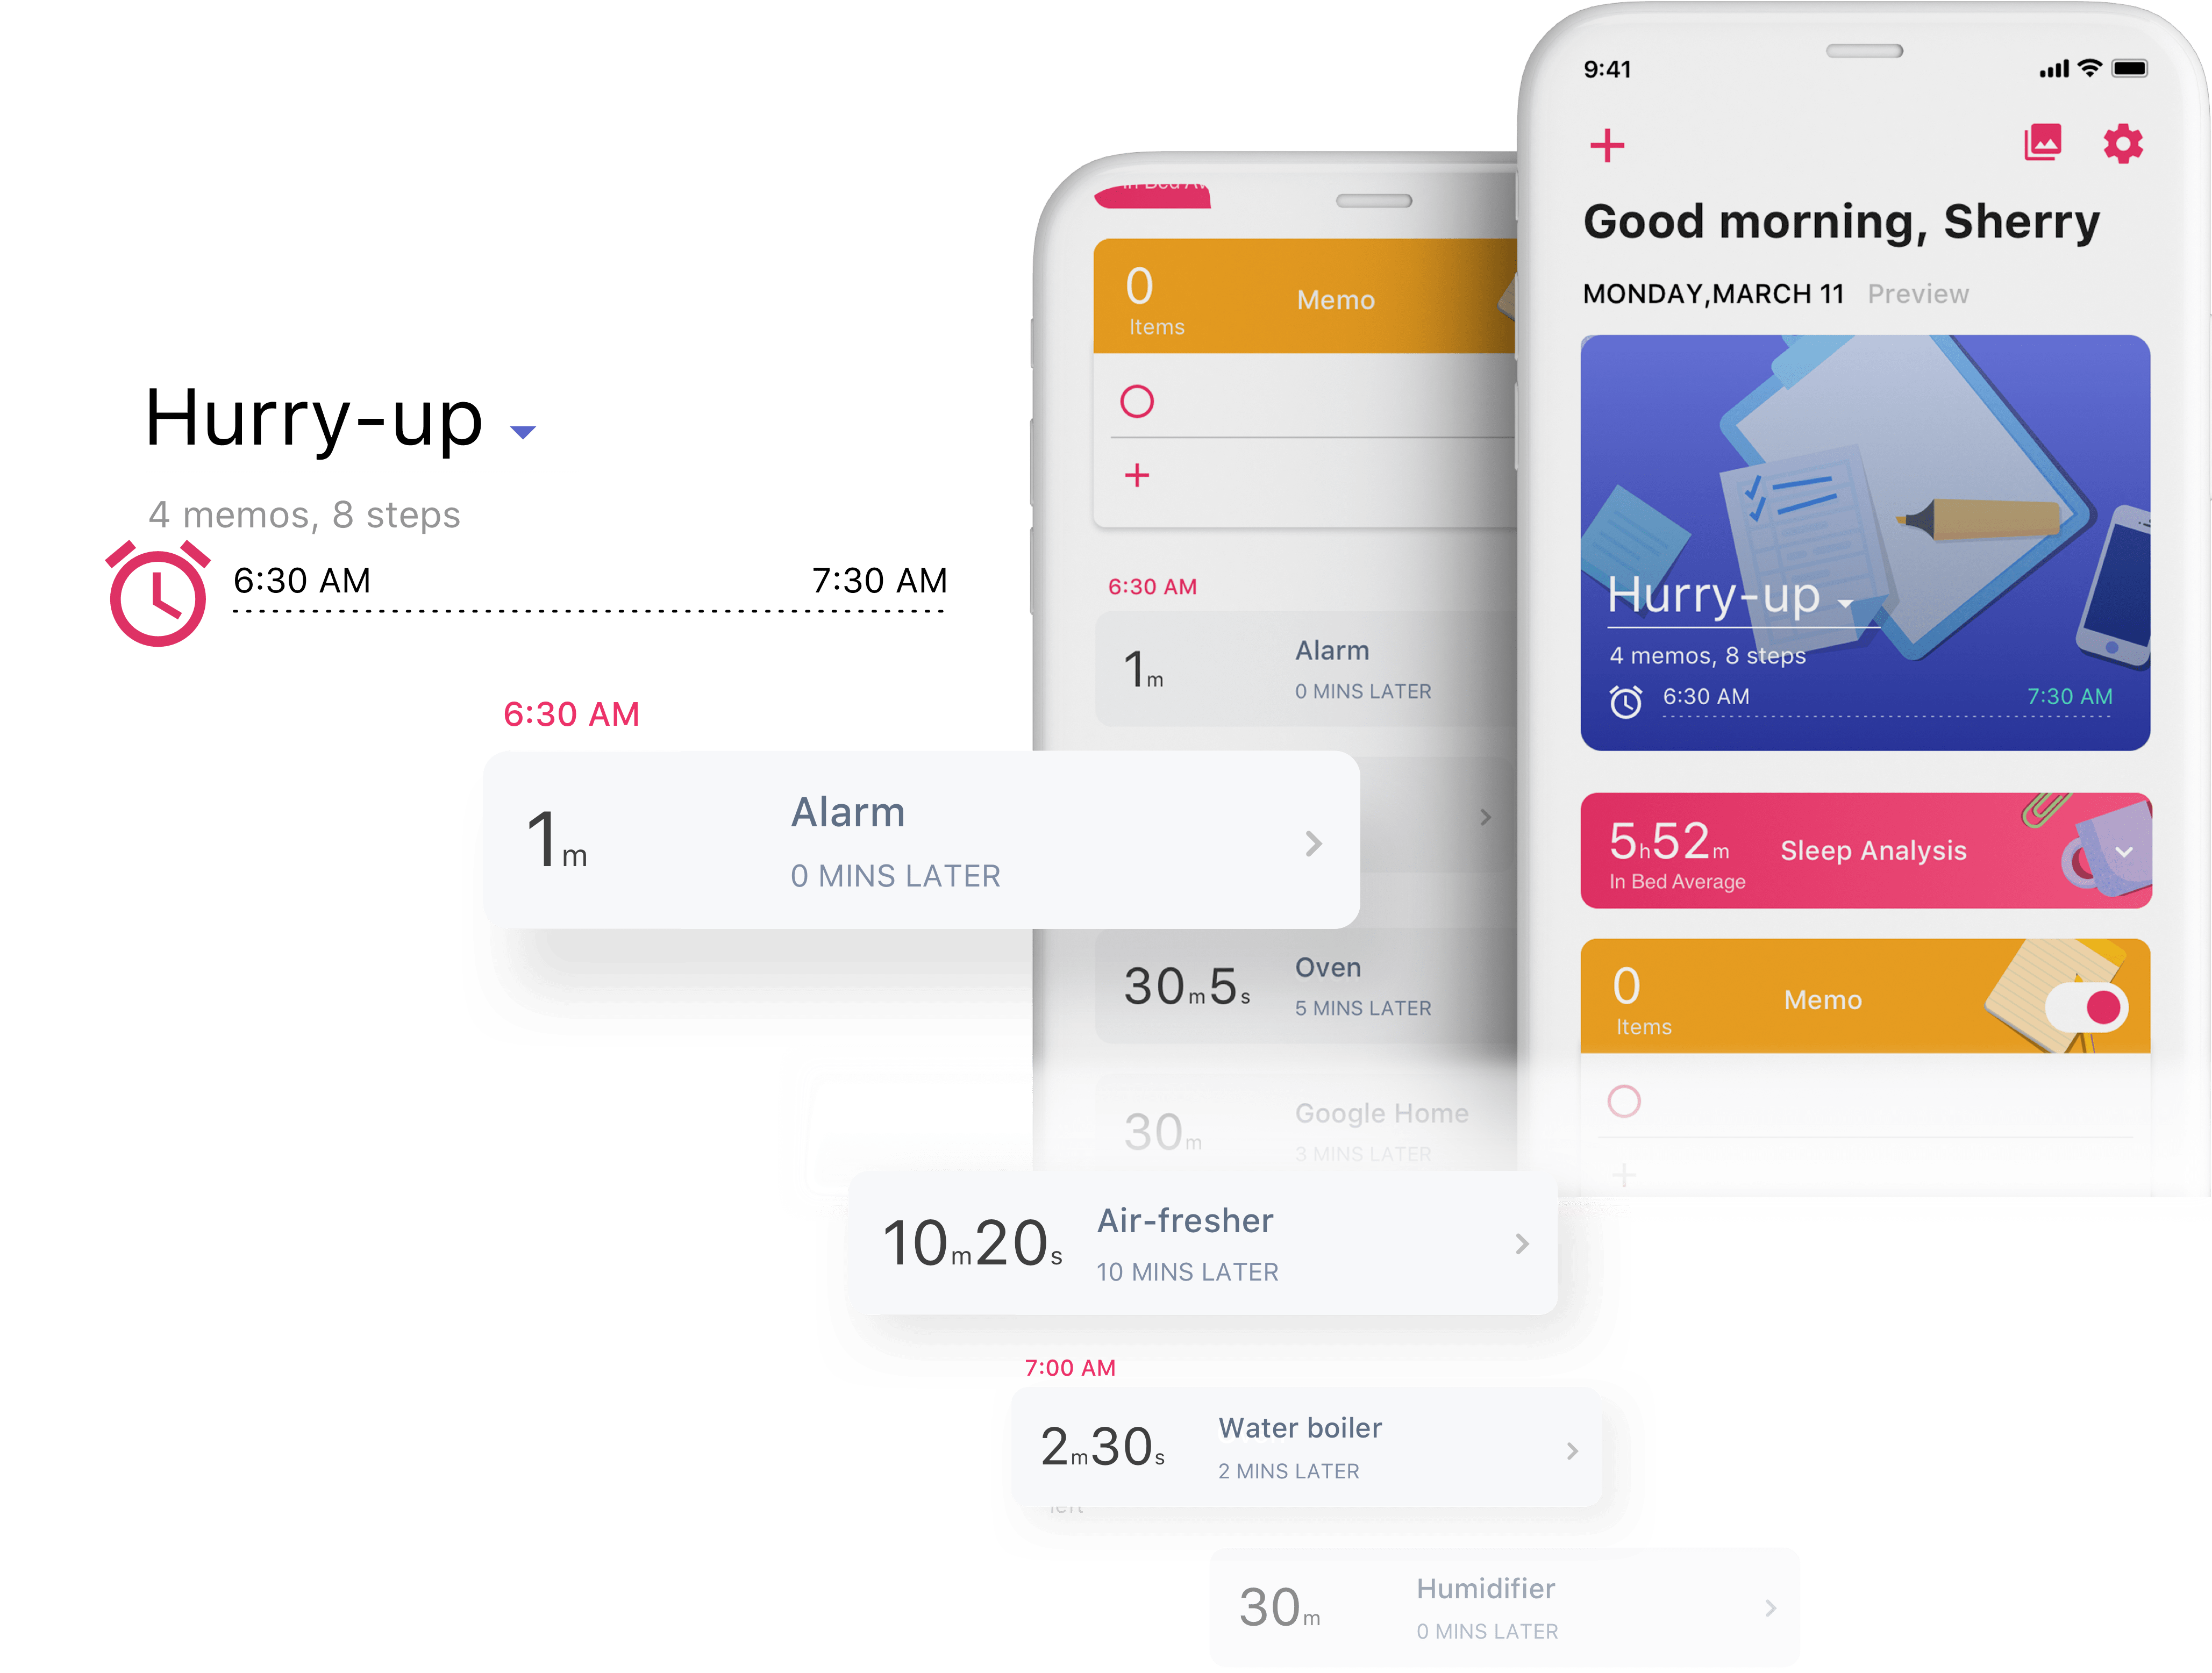 Hurry-up
4 memos, 8 steps
6:30 AM
7:30 AM
6:30 AM
1m
Alarm
0 MINS LATER
In Bed Av
0
Items
Memo
6:30 AM
1m
Alarm
0 MINS LATER
30m5s
Oven
5 MINS LATER
30m
Google Home
3 MINS LATER
10m20s
Air-fresher
10 MINS LATER
7:00 AM
2m30s
Water boiler
2 MINS LATER
left
30m
Humidifier
0 MINS LATER
9:41
Good morning, Sherry
MONDAY,MARCH 11 Preview
Hurry-up
4 memos, 8 steps
6:30 AM
7:30 AM
5h52m
In Bed Average
Sleep Analysis
0
Items
Memo